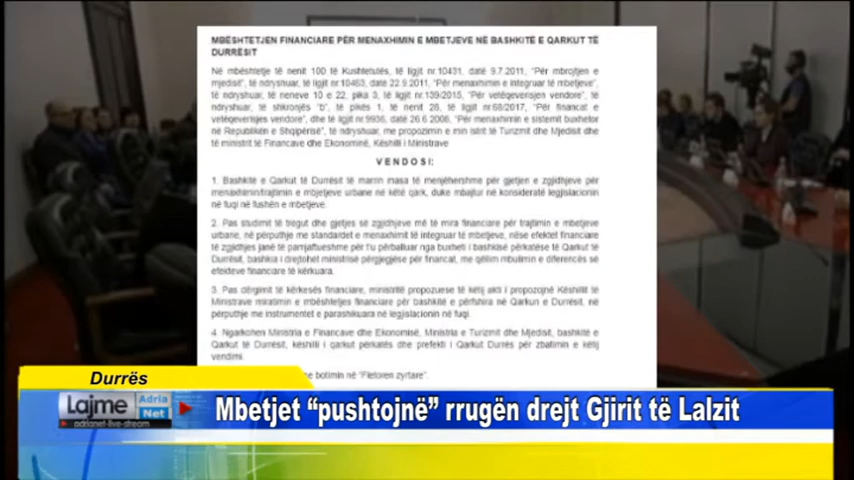 MBËSHTETJEN FINANCIARE PËR MENAXHIMIN E MBETJEVE NË BASHKITË E QARKUT TË
DURRËSIT
Në mbështetje të nenit 100 të Kushtetutës, të ligjit nr.10431, datë 9.7.2011, “Për mbrojtjen e
mjedisit”, të ndryshuar, të ligjit nr.10463, datë 22.9.2011, “Për menaxhimin e integruar të mbetjeve”,
të ndryshuar, të neneve 10 e 22, pika 3, të ligjit nr.139/2015, “Për vetëqeverisjen vendore”, të
ndryshuar, të shkronjës “b”, të pikës 1, të nenit 26, të ligjit nr.68/2017, “Për financat e
vetëqeverisjes vendore», dhe të ligjit nr.9936, datë 26.6.2008, “Për menaxhimin e sistemit buxhetor
në Republikën e Shqipërisë”, të ndryshuar, me propozimin e min istrit të Turizmit dhe Mjedisit dhe
të ministrit të Financave dhe Ekonominë, Këshilli i Ministrave
VENDOSI:
1. Bashkitë e Qarkut të Durrësit të marrin masa të menjëhershme për gjetjen e zgjidhjeve për
menaxhimin/trajtimin e mbjetjeve urbane në këtë qark, duke mbajtur në konsideratë legjislacionin
në fuqi në fushën e mbetjeve.
2. Pas studimit të tregut dhe gjetjes së zgjidhjeve më të mira financiare për trajtimin e mbetjeve
urbane, në përputhje me standardet e menaximit të integruar të mbetjeve, nëse efektet financiare
të zgjidhjes janë të pamjaftueshme për t'u përballuar nga buxheti i bashkisë përkatëse të Qarkut të
Durrësit, bashkia i drejtohet ministrisë përgjegjëse për financat, me qëllim mbulimin e diferencës së
efekteve financiare të kërkuara.
3. Pas dërgimit të kërkesës financiare, ministritë propozuese të këtij akti i propozojnë Këshillit të
Ministrave miratimin e mbështetjes financiare për bashkitë e përfshira në Qarkun e Durrësit, në
përputhje me instrumentet e parashikuara në legjislacionin në fuqi.
4. Ngarkohen Ministria e Financave dhe Ekonomisë, Ministria e Turizmit dhe Mjedisit, bashkitë e
Qarkut të Durrësit, këshilli i qarkut përkatës dhe prefekti i Qarkut Durrës për zbatimin e këtij
vendimi.
botimin në “Fletoren zyrtare”.
Durrës
Lajme Adria Net
adrianet-live-stream
Mbetjet “pushtojnë” rrugën drejt Gjirit të Lalzit